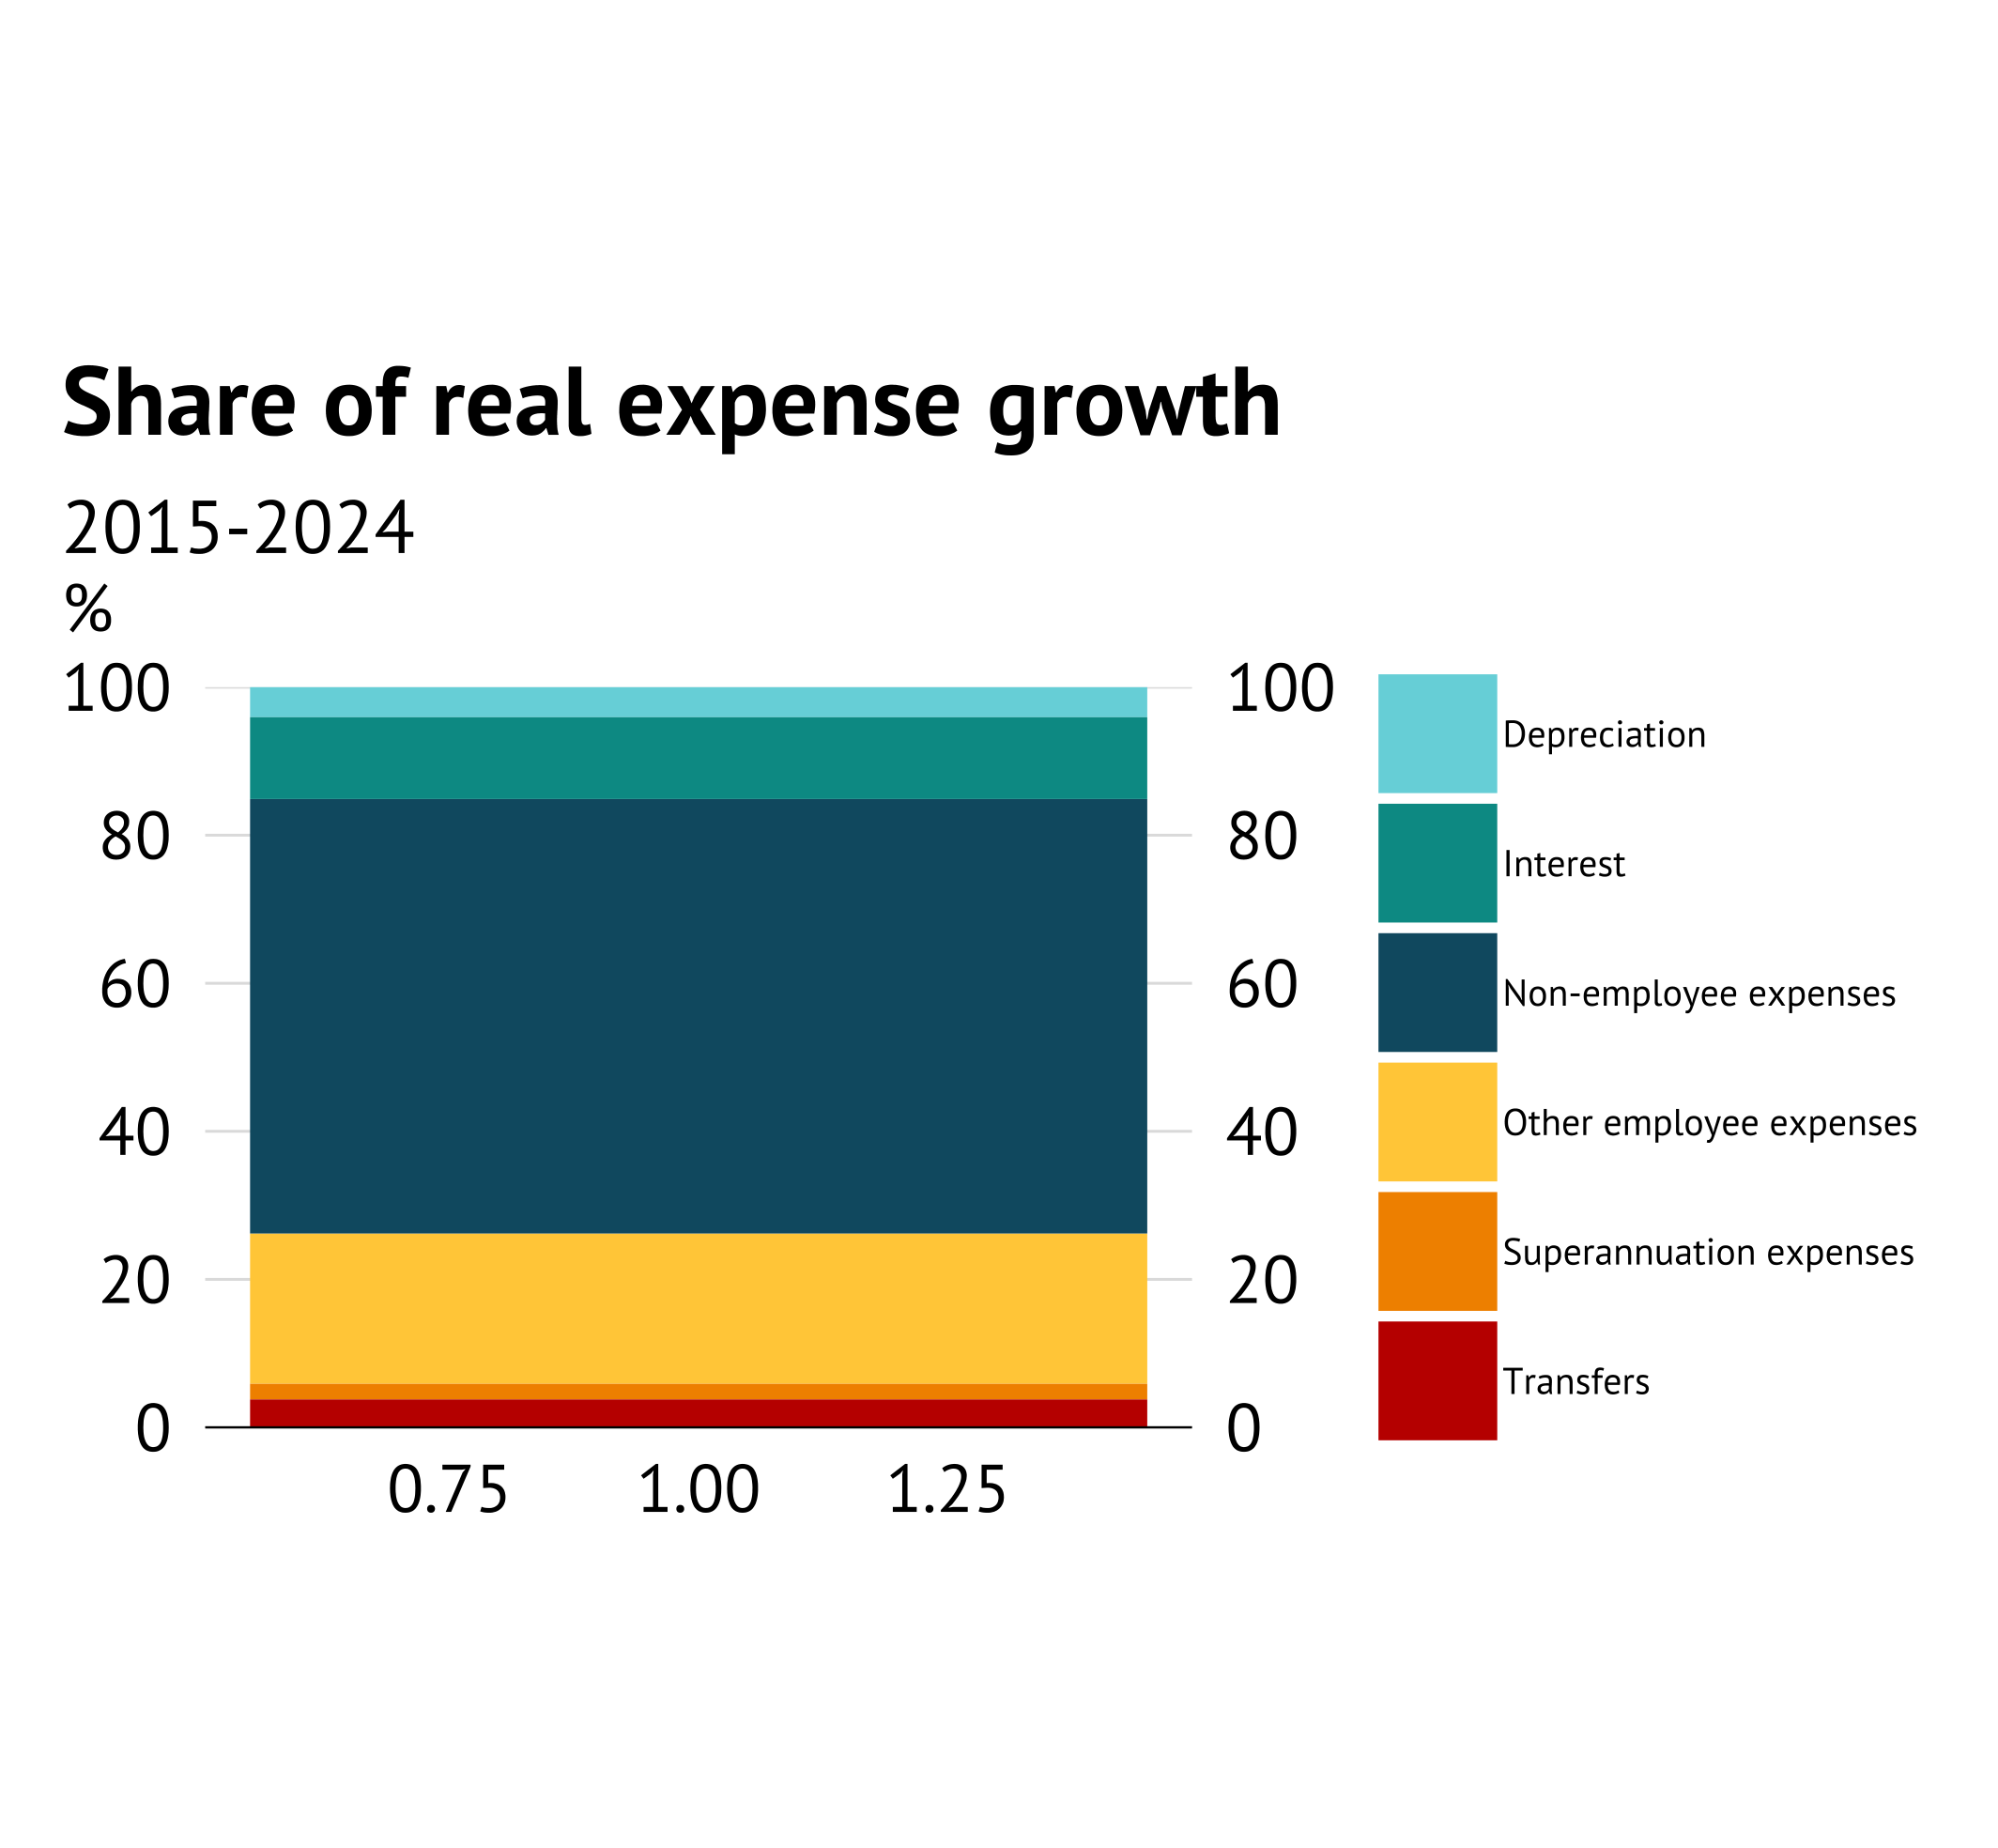 Share of real expense growth
2015-2024
%
100
80
60
40
20
0
100
80
60
40
20
0
0.75 1.00 1.25
Depreciation
Interest
Non-employee expenses
Other employee expenses
Superannuation expenses
Transfers